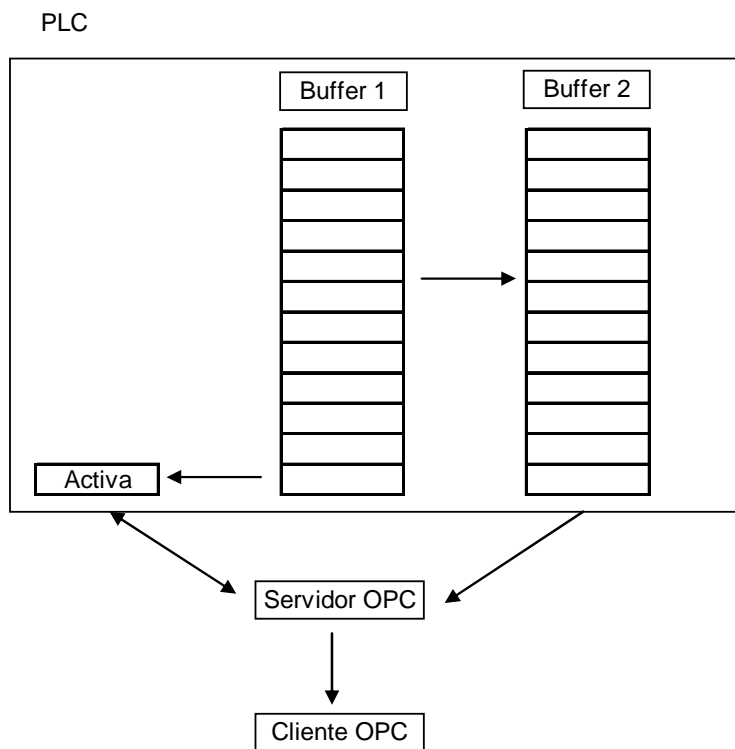 PLC
Buffer 1
Buffer 2
Activa
Servidor OPC
Cliente OPC